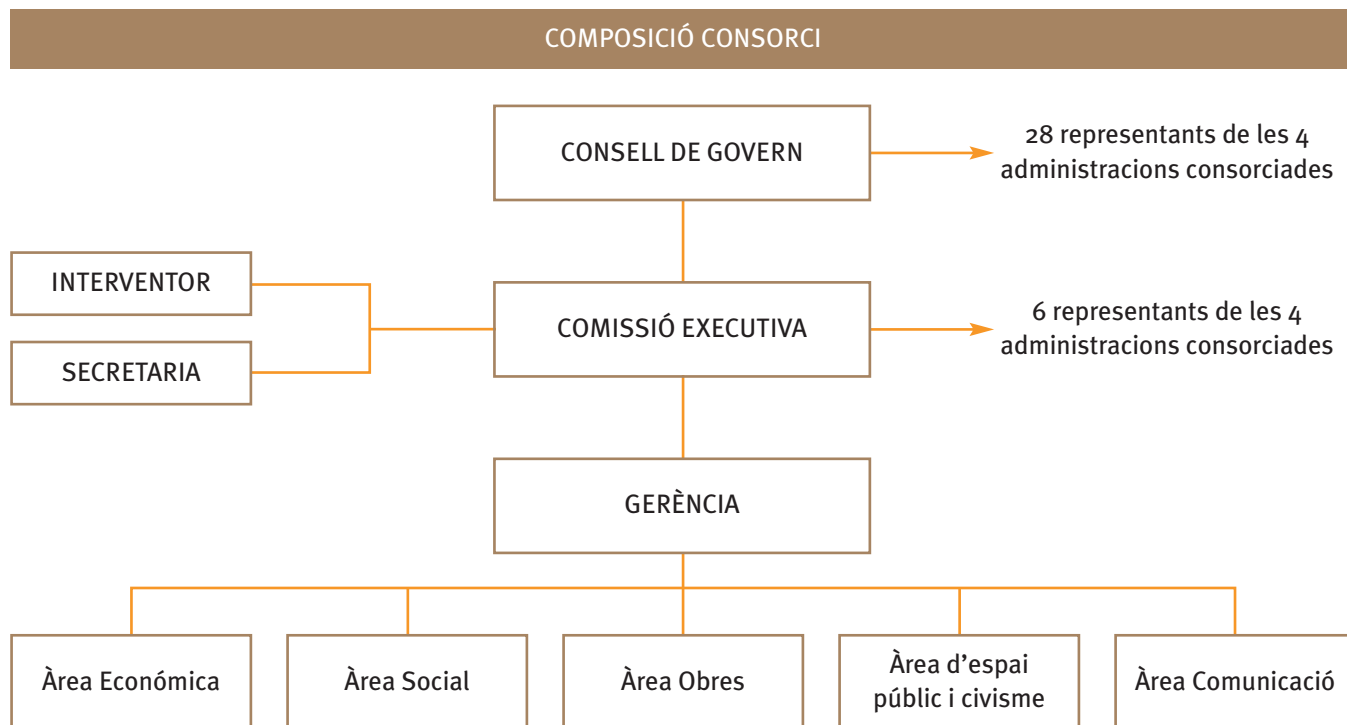 COMPOSICIÓ CONSORCI
CONSELL DE GOVERN
28 representants de les 4
administracions consorciades
INTERVENTOR
SECRETARIA
COMISSIÓ EXECUTIVA
6 representants de les 4
administracions consorciades
GERÈNCIA
Àrea Económica
Àrea Social
Àrea Obres
Àrea d’espai
públic i civisme
Àrea Comunicació